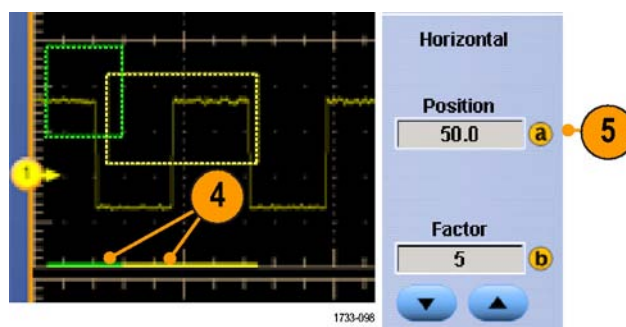 1
4
1733-098
Horizontal
Position
50.0 a
5
Factor
5 b